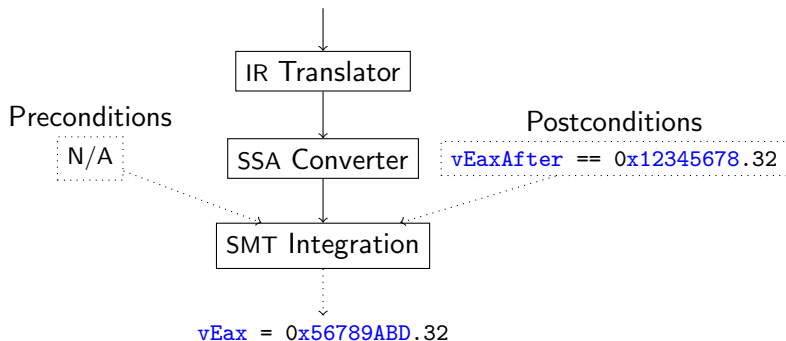 IR Translator
Preconditions
N/A
SSA Converter
Postconditions
vEaxAfter == 0x12345678.32
SMT Integration
vEax = 0x56789ABD.32